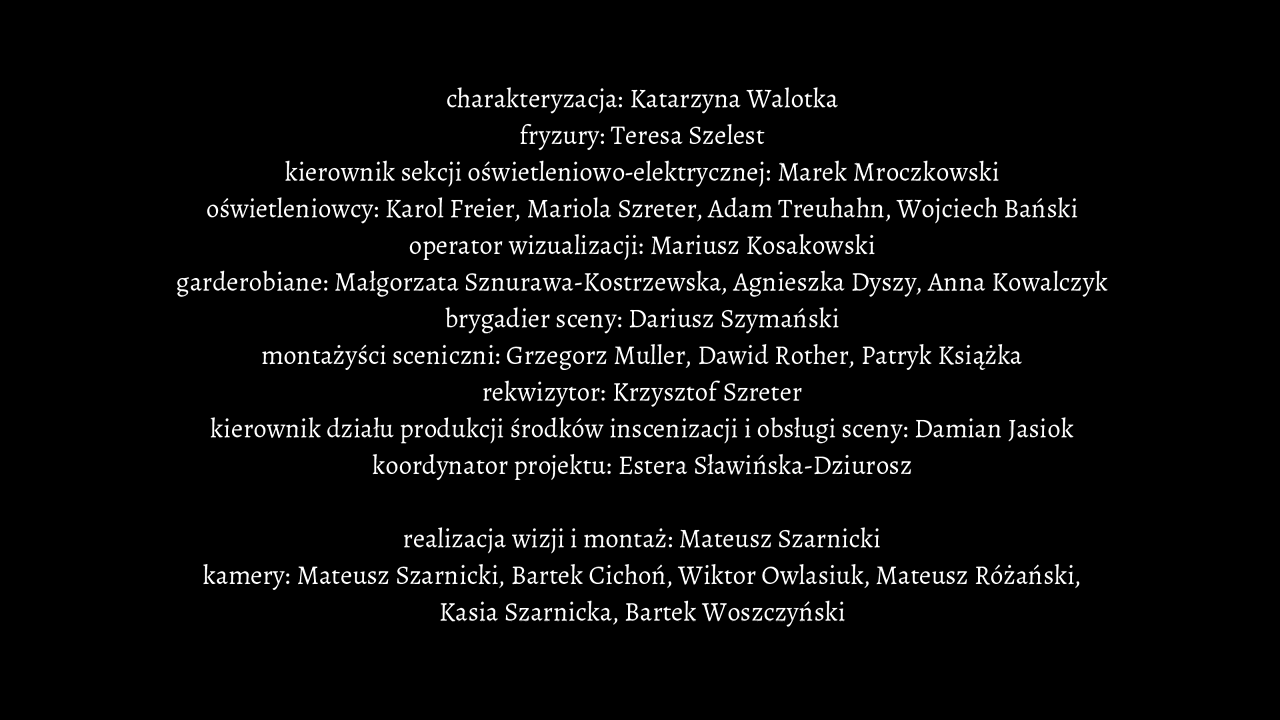 charakteryzacja: Katarzyna Walotka
fryzury: Teresa Szelest
kierownik sekcji oświetleniowo-elektrycznej: Marek Mroczkowski
oświetleniowcy: Karol Freier, Mariola Szreter, Adam Treuhahn, Wojciech Bański
operator wizualizacji: Mariusz Kosakowski
garderobiane: Małgorzata Sznurawa-Kostrzewska, Agnieszka Dyszy, Anna Kowalczyk
brygadier sceny: Dariusz Szymański
montażyści sceniczni: Grzegorz Muller, Dawid Rother, Patryk Książka
rekwizytor: Krzysztof Szreter
kierownik działu produkcji środków inscenizacji i obsługi sceny: Damian Jasiok
koordynator projektu: Estera Sławińska-Dziurosz
realizacja wizji i montaż: Mateusz Szarnicki
kamery: Mateusz Szarnicki, Bartek Cichoń, Wiktor Owlasiuk, Mateusz Różański,
Kasia Szarnicka, Bartek Woszczyński